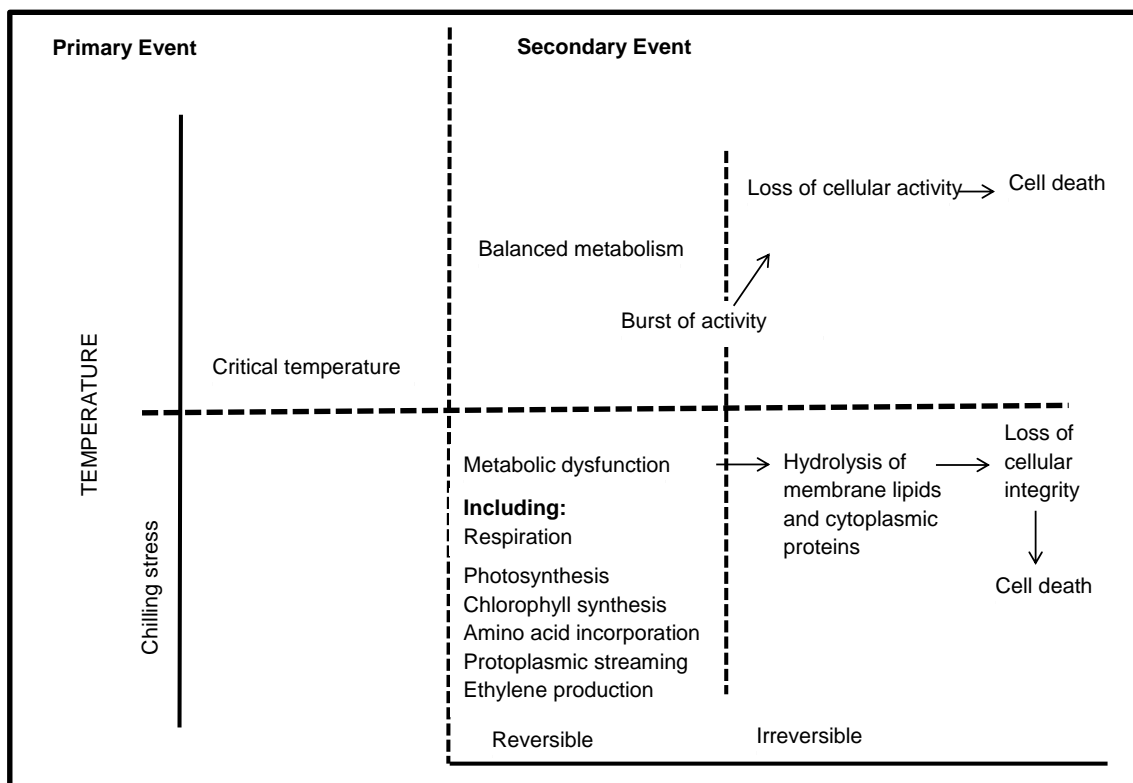 Primary Event
Secondary Event
Loss of cellular activity
Cell death
Balanced metabolism
Burst of activity
TEMPERATURE
Critical temperature
Chilling stress
Metabolic dysfunction
Including:
Respiration
Photosynthesis
Chlorophyll synthesis
Amino acid incorporation
Protoplasmic streaming
Ethylene production
Hydrolysis of
membrane lipids
and cytoplasmic
proteins
Loss of
cellular
integrity
Cell death
Reversible
Irreversible